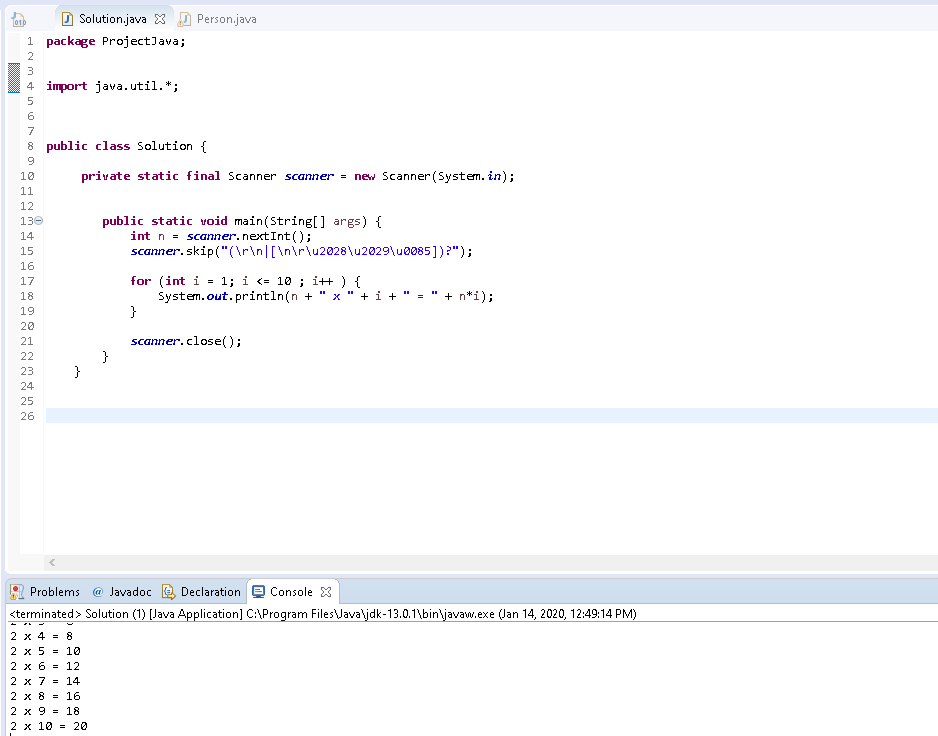 Solution.java Person.java
1 package ProjectJava;
2
3
4 import java.util.*;
5
6
7
8 public class Solution {
9
10 private static final Scanner scanner = new Scanner(System.in);
11
12
13 public static void main(String[] args) {
14 int n = scanner.nextInt();
15 scanner.skip("(\r\n|[\n\r\u2028\u2029\u0085])?");
16
17 for (int i = 1; i <= 10 ; i++ ) {
18 System.out.println(n + " x " + i + " = " + n*i);
19 }
20
21 scanner.close();
22 }
23 }
24
25
26
Problems @ Javadoc Declaration Console
<terminated> Solution (1) [Java Application] C:\Program Files\Java\jdk-13.0.1\bin\javaw.exe (Jan 14, 2020, 12:49:14 PM)
2 x 4 = 8
2 x 5 = 10
2 x 6 = 12
2 x 7 = 14
2 x 8 = 16
2 x 9 = 18
2 x 10 = 20